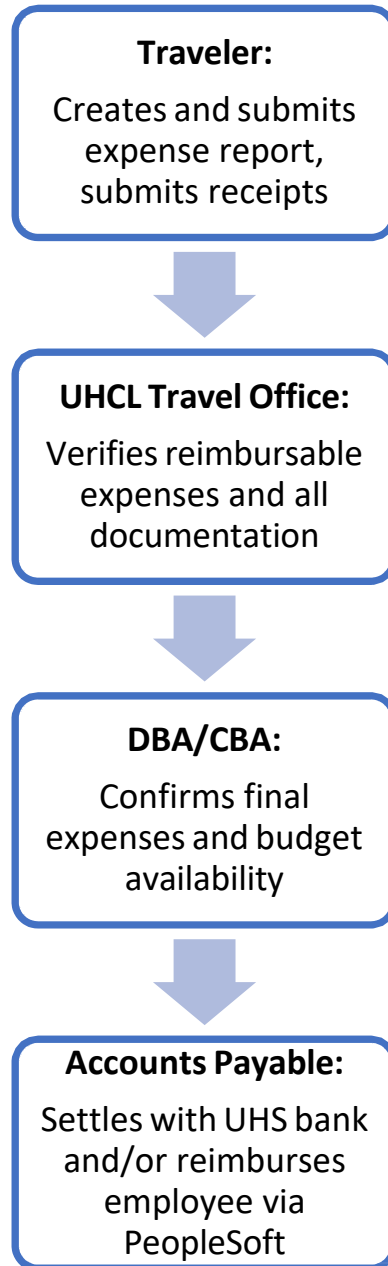 Traveler:
Creates and submits
expense report,
submits receipts
UHCL Travel Office:
Verifies reimbursable
expenses and all
documentation
DBA/CBA:
Confirms final
expenses and budget
availability
Accounts Payable:
Settles with UHS bank
and/or reimburses
employee via
PeopleSoft